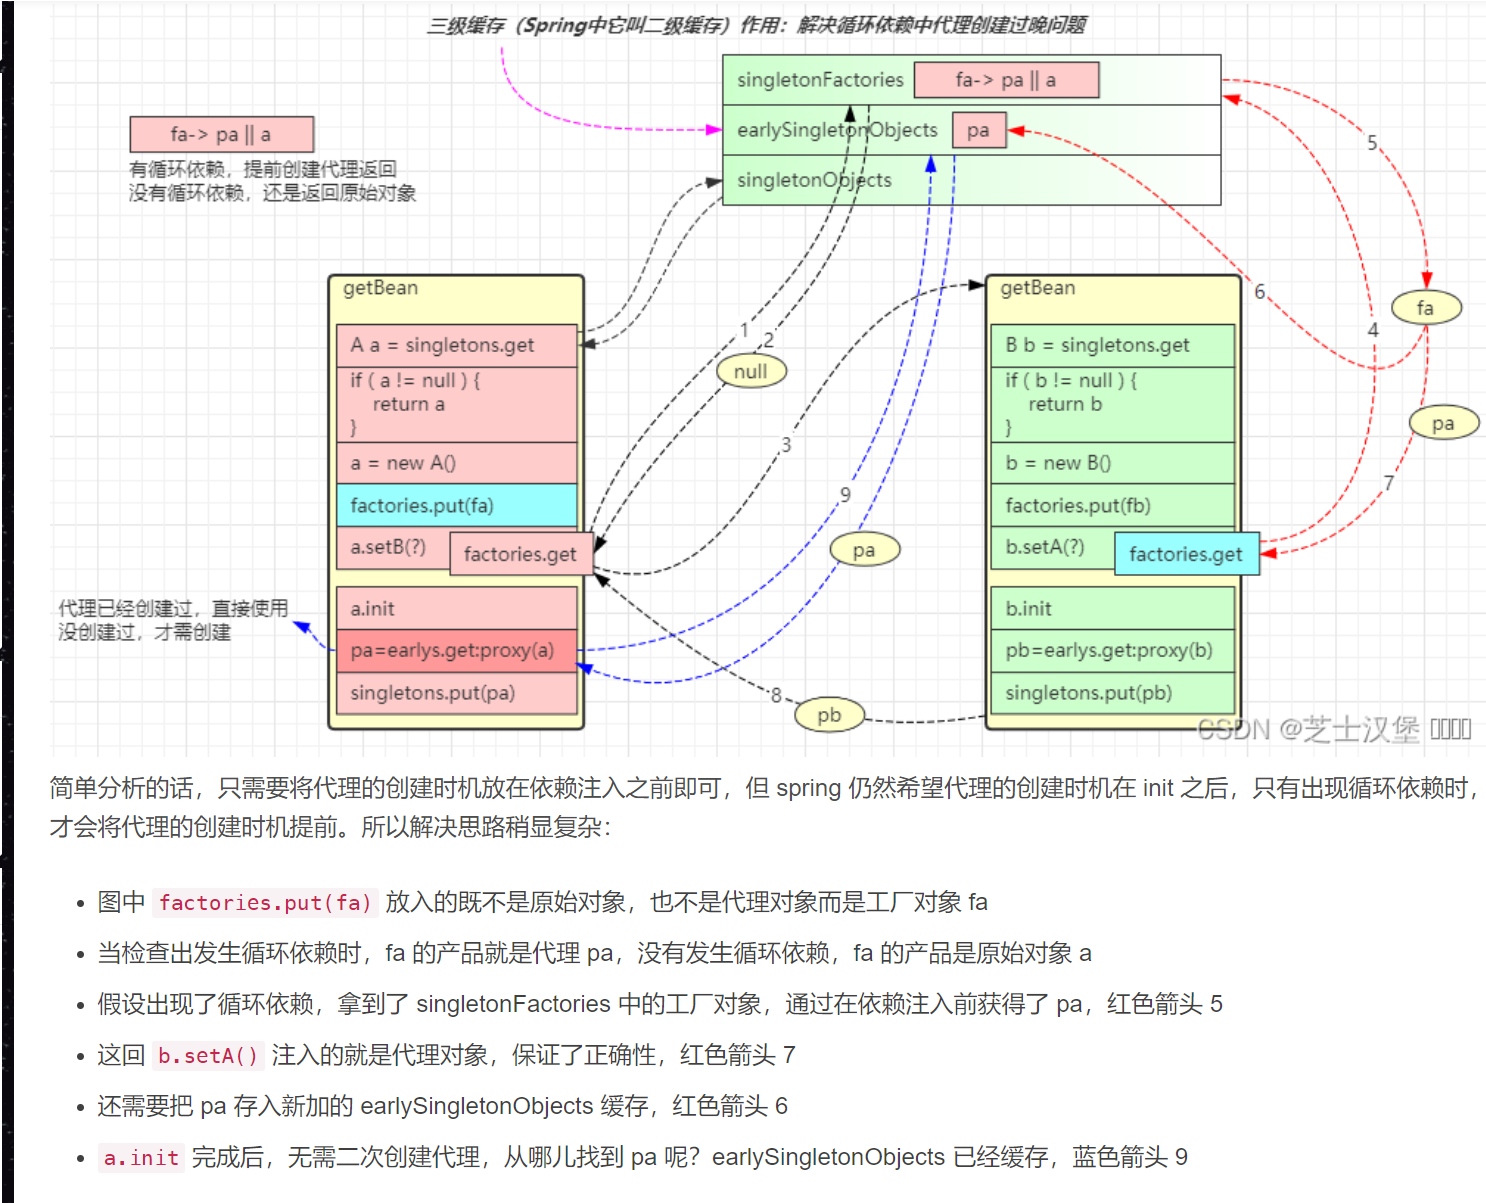 三级缓存（Spring中它叫二级缓存）作用：解决循环依赖中代理创建过晚问题
singletonFactories
fa-> pa || a
earlySingletonObjects
pa
singletonObjects
fa-> pa || a
有循环依赖，提前创建代理返回
没有循环依赖，还是返回原始对象
5
6
4
fa
pa
7
1
2
null
3
9
pa
8
pb
getBean
A a = singletons.get
if ( a != null ) {
return a
}
a = new A()
factories.put(fa)
a.setB(?)
factories.get
a.init
pa=earlys.get:proxy(a)
singletons.put(pa)
代理已经创建过，直接使用
没创建过，才需创建
getBean
B b = singletons.get
if ( b != null ) {
return b
}
b = new B()
factories.put(fb)
b.setA(?)
factories.get
b.init
pb=earlys.get:proxy(b)
singletons.put(pb)
CSDN @芝士汉堡
简单分析的话，只需要将代理的创建时机放在依赖注入之前即可，但 spring 仍然希望代理的创建时机在 init 之后，只有出现循环依赖时，
才会将代理的创建时机提前。所以解决思路稍显复杂：
• 图中 factories.put(fa) 放入的既不是原始对象，也不是代理对象而是工厂对象 fa
• 当检查出发生循环依赖时，fa 的产品就是代理 pa，没有发生循环依赖，fa 的产品是原始对象 a
• 假设出现了循环依赖，拿到了 singletonFactories 中的工厂对象，通过在依赖注入前获得了 pa，红色箭头 5
• 这回 b.setA() 注入的就是代理对象，保证了正确性，红色箭头 7
• 还需要把 pa 存入新加的 earlySingletonObjects 缓存，红色箭头 6
• a.init 完成后，无需二次创建代理，从哪儿找到 pa 呢？earlySingletonObjects 已经缓存，蓝色箭头 9